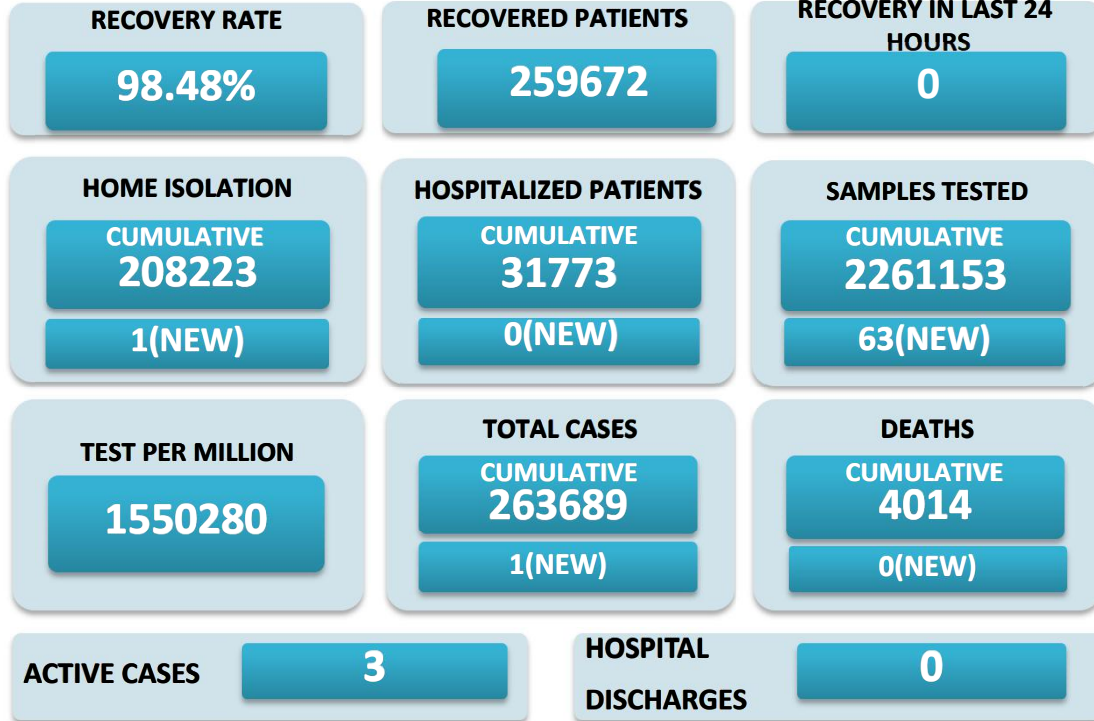 RECOVERY RATE
98.48%
RECOVERED PATIENTS
259672
RECOVERY IN LAST 24
HOURS
0
HOME ISOLATION
CUMULATIVE
208223
1(NEW)
HOSPITALIZED PATIENTS
CUMULATIVE
31773
0(NEW)
SAMPLES TESTED
CUMULATIVE
2261153
63(NEW)
TEST PER MILLION
1550280
TOTAL CASES
CUMULATIVE
263689
1(NEW)
DEATHS
CUMULATIVE
4014
0(NEW)
ACTIVE CASES
3
HOSPITAL
DISCHARGES
0